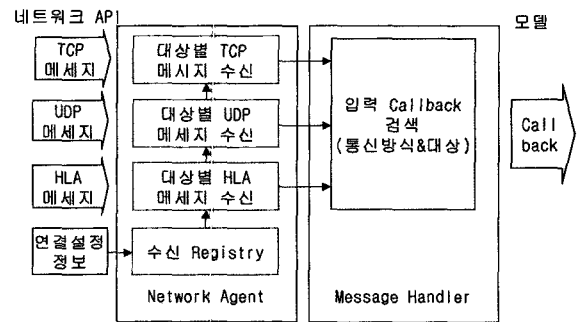 네트워크 API
모델
TCP
메세지
대상별 TCP
메시지 수신
UDP
메세지
대상별 UDP
메세지 수신
HLA
메세지
대상별 HLA
메세지 수신
연결설정
정보
수신 Registry
Network Agent
입력 Callback
검색
(통신방식&대상)
Message Handler
Call
back